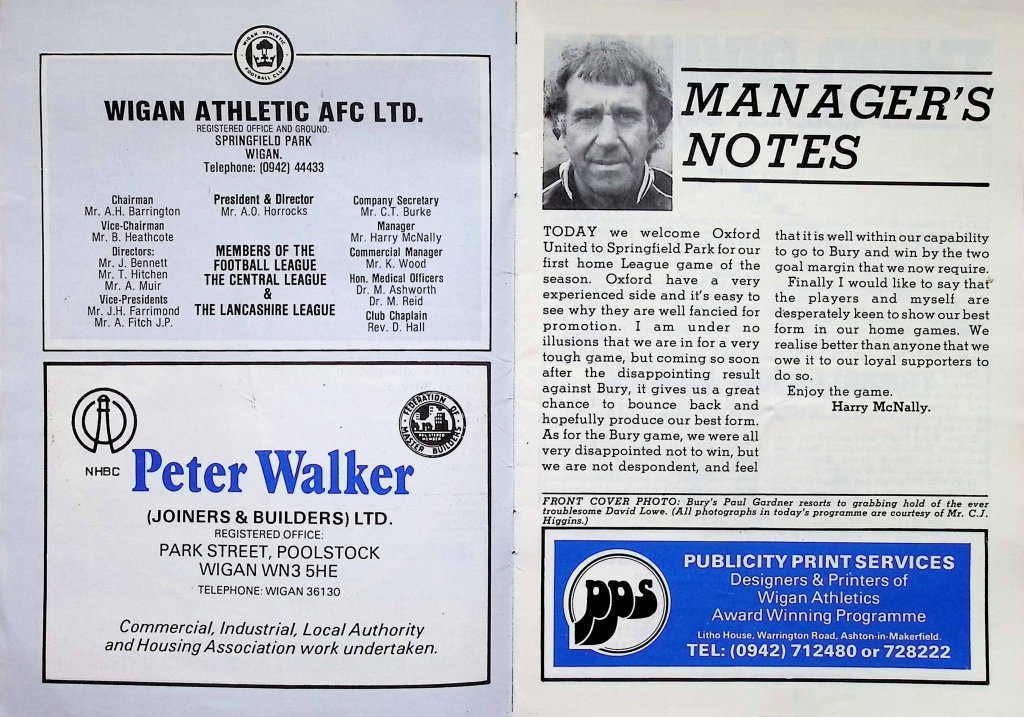 WIGAN ATHLETIC
FOOTBALL CLUB
WIGAN ATHLETIC AFC LTD.
REGISTERED OFFICE AND GROUND:
SPRINGFIELD PARK
WIGAN.
Telephone: (0942) 44433
Chairman
Mr. A.H. Barrington
Vice-Chairman
Mr. B. Heathcote
Directors:
Mr. J. Bennett
Mr. T. Hitchen
Mr. A. Muir
Vice-Presidents
Mr. J.H. Farrimond
Mr. A. Fitch J.P.
President & Director
Mr. A.O. Horrocks
MEMBERS OF THE
FOOTBALL LEAGUE
THE CENTRAL LEAGUE
&
THE LANCASHIRE LEAGUE
Company Secretary
Mr. C.T. Burke
Manager
Mr. Harry McNally
Commercial Manager
Mr. K. Wood
Hon. Medical Officers
Dr. M. Ashworth
Dr. M. Reid
Club Chaplain
Rev. D. Hall
NHBC
FEDERATION OF
MASTER BUILDERS
REGISTERED
MEMBER
Peter Walker
(JOINERS & BUILDERS) LTD.
REGISTERED OFFICE:
PARK STREET, POOLSTOCK
WIGAN WN3 5HE
TELEPHONE: WIGAN 36130
Commercial, Industrial, Local Authority
and Housing Association work undertaken.
MANAGER'S
NOTES
TODAY we welcome Oxford
United to Springfield Park for our
first home League game of the
season. Oxford have a very
experienced side and it's easy to
see why they are well fancied for
promotion. I am under no
illusions that we are in for a very
tough game, but coming so soon
after the disappointing result
against Bury, it gives us a great
chance to bounce back and
hopefully produce our best form.
As for the Bury game, we were all
very disappointed not to win, but
we are not despondent, and feel
that it is well within our capability
to go to Bury and win by the two
goal margin that we now require.
Finally I would like to say that
the players and myself are
desperately keen to show our best
form in our home games. We
realise better than anyone that we
owe it to our loyal supporters to
do so.
Enjoy the game.
Harry McNally.
FRONT COVER PHOTO: Bury's Paul Gardner resorts to grabbing hold of the ever
troublesome David Lowe. (All photographs in today's programme are courtesy of Mr. C.J.
Higgins.)
pps
PUBLICITY PRINT SERVICES
Designers & Printers of
Wigan Athletics
Award Winning Programme
Litho House, Warrington Road, Ashton-in-Makerfield.
TEL: (0942) 712480 or 728222